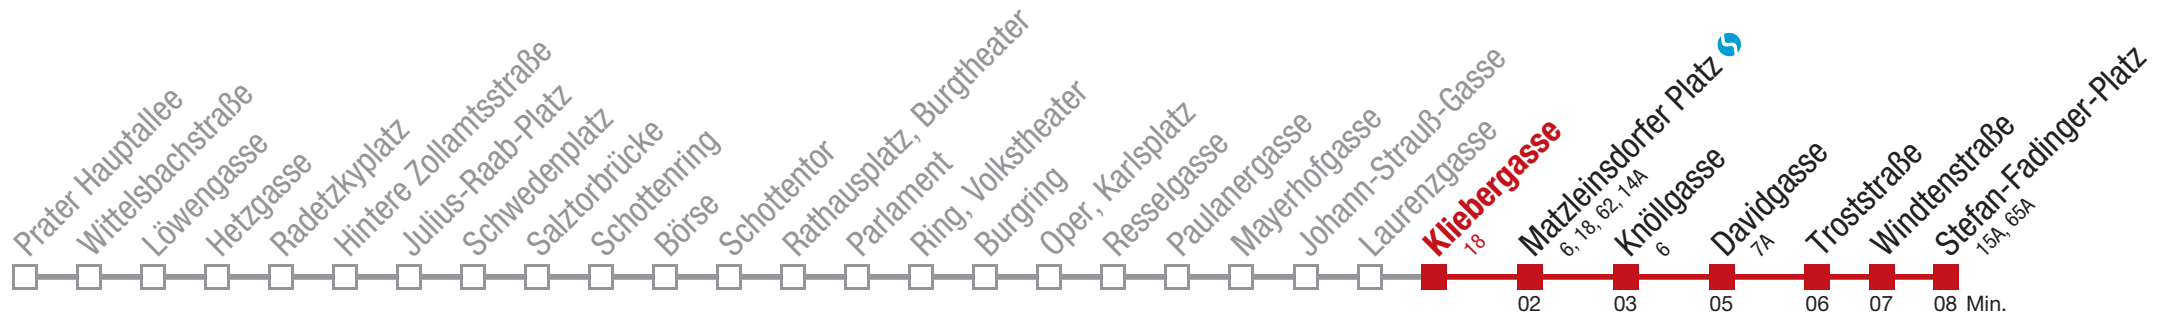 Prater Hauptallee
Wittelsbachstraße
Löwengasse
Hetzgasse
Radetzkyplatz
Hintere Zollamtsstraße
Julius-Raab-Platz
Schwedenplatz
Salztorbrücke
Schottenring
Börse
Schottentor
Rathausplatz, Burgtheater
Parlament
Ring, Volkstheater
Burgring
Oper, Karlsplatz
Resselgasse
Paulanergasse
Mayerhofgasse
Johann-Strauß-Gasse
Laurenzgasse
Kliebergasse
18
Matzleinsdorfer Platz
6, 18, 62, 14A
Knöllgasse
6
Davidgasse
7A
Troststraße
Windtenstraße
Stefan-Fadinger-Platz
15A, 65A
02 03 05 06 07 08 Min.